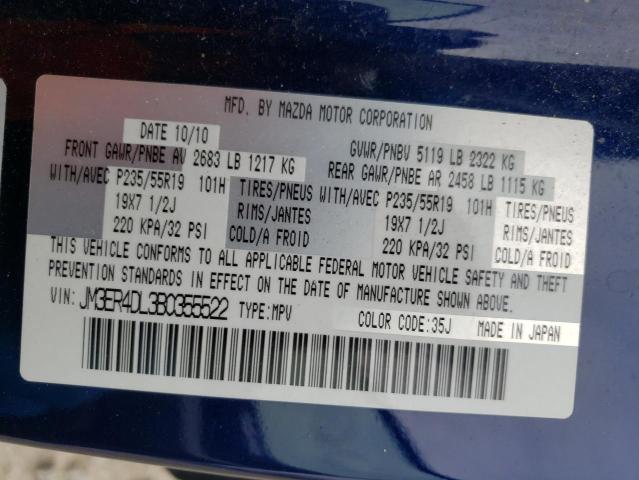 MFD. BY MAZDA MOTOR CORPORATION
DATE 10/10
GVWR/PNBV 5119 LB 2322 KG
FRONT GAWR/PNBE AV 2683 LB 1217 KG
REAR GAWR/PNBE AR 2458 LB 1115 KG
WITH/AVEC P235/55R19 101H TIRES/PNEUS
19X7 1/2J RIMS/JANTES
220 KPA/32 PSI COLD/A FROID
WITH/AVEC P235/55R19 101H TIRES/PNEUS
19X7 1/2J RIMS/JANTES
220 KPA/32 PSI COLD/A FROID
THIS VEHICLE CONFORMS TO ALL APPLICABLE FEDERAL MOTOR VEHICLE SAFETY AND THEFT
PREVENTION STANDARDS IN EFFECT ON THE DATE OF MANUFACTURE SHOWN ABOVE.
VIN: JM3ER4DL3B0355522 TYPE:MPV
COLOR CODE:35J MADE IN JAPAN